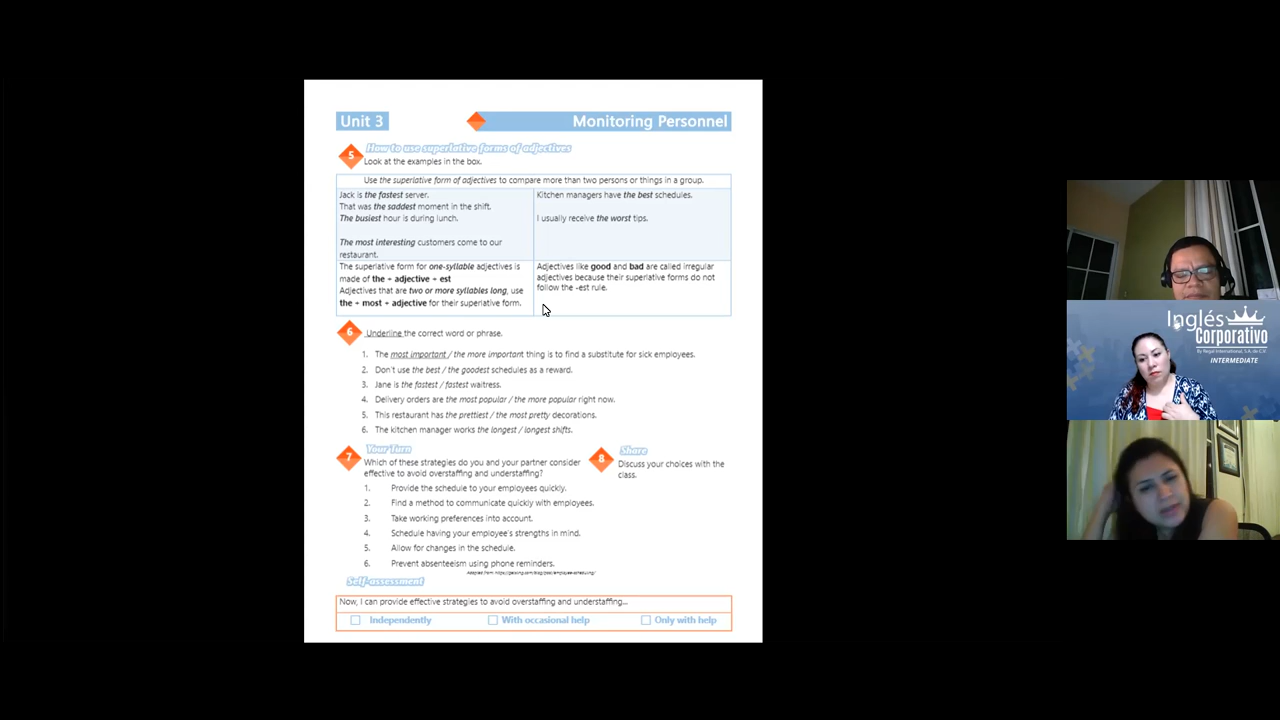 Unit 3
Monitoring Personnel
5
How to use superlative forms of adjectives
Look at the examples in the box.
Use the superlative form of adjectives to compare more than two persons or things in a group.
Jack is the fastest server.
That was the saddest moment in the shift.
The busiest hour is during lunch.
The most interesting customers come to our
restaurant.
Kitchen managers have the best schedules.
I usually receive the worst tips.
The superlative form for one-syllable adjectives is
made of the + adjective + est
Adjectives that are two or more syllables long, use
the + most + adjective for their superlative form.
Adjectives like good and bad are called irregular
adjectives because their superlative forms do not
follow the -est rule.
6
Underline the correct word or phrase.
1. The most important / the more important thing is to find a substitute for sick employees.
2. Don't use the best / the goodest schedules as a reward.
3. Jane is the fastest / fastest waitress.
4. Delivery orders are the most popular / the more popular right now.
5. This restaurant has the prettiest / the most pretty decorations.
6. The kitchen manager works the longest / longest shifts.
7
Your Turn
Which of these strategies do you and your partner consider
effective to avoid overstaffing and understaffing?
1. Provide the schedule to your employees quickly.
2. Find a method to communicate quickly with employees.
3. Take working preferences into account.
4. Schedule having your employee's strengths in mind.
5. Allow for changes in the schedule.
6. Prevent absenteeism using phone reminders.
8
Share
Discuss your choices with the
class.
Self-assessment
Now, I can provide effective strategies to avoid overstaffing and understaffing...
Independently
With occasional help
Only with help
Inglés
Corporativo
By Regal International, S.A. de C.V.
INTERMEDIATE